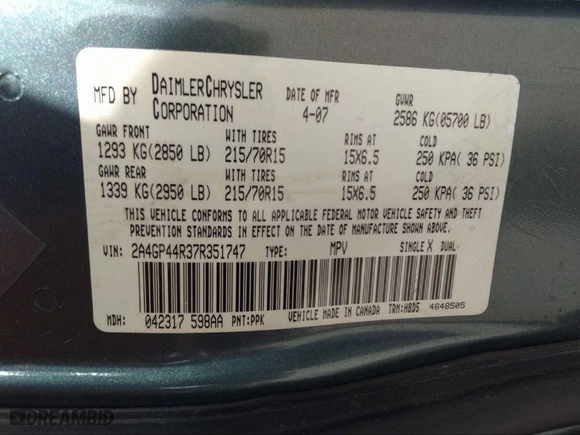 MFD BY DAIMLERCHRYSLER CORPORATION DATE OF MFR 4-07 GVWR 2586 KG(05700 LB)
GAWR FRONT WITH TIRES RIMS AT COLD
1293 KG(2850 LB) 215/70R15 15X6.5 250 KPA( 36 PSI)
GAWR REAR WITH TIRES RIMS AT COLD
1339 KG(2950 LB) 215/70R15 15X6.5 250 KPA( 36 PSI)
THIS VEHICLE CONFORMS TO ALL APPLICABLE FEDERAL MOTOR VEHICLE SAFETY AND THEFT
PREVENTION STANDARDS IN EFFECT ON THE DATE OF MANUFACTURE SHOWN ABOVE.
VIN: 2A4GP44R37R351747 TYPE: MPV SINGLE X DUAL
MDH: 042317 598AA PNT:PPK VEHICLE MADE IN CANADA TRM:HBD5 4648505
DREAMBID